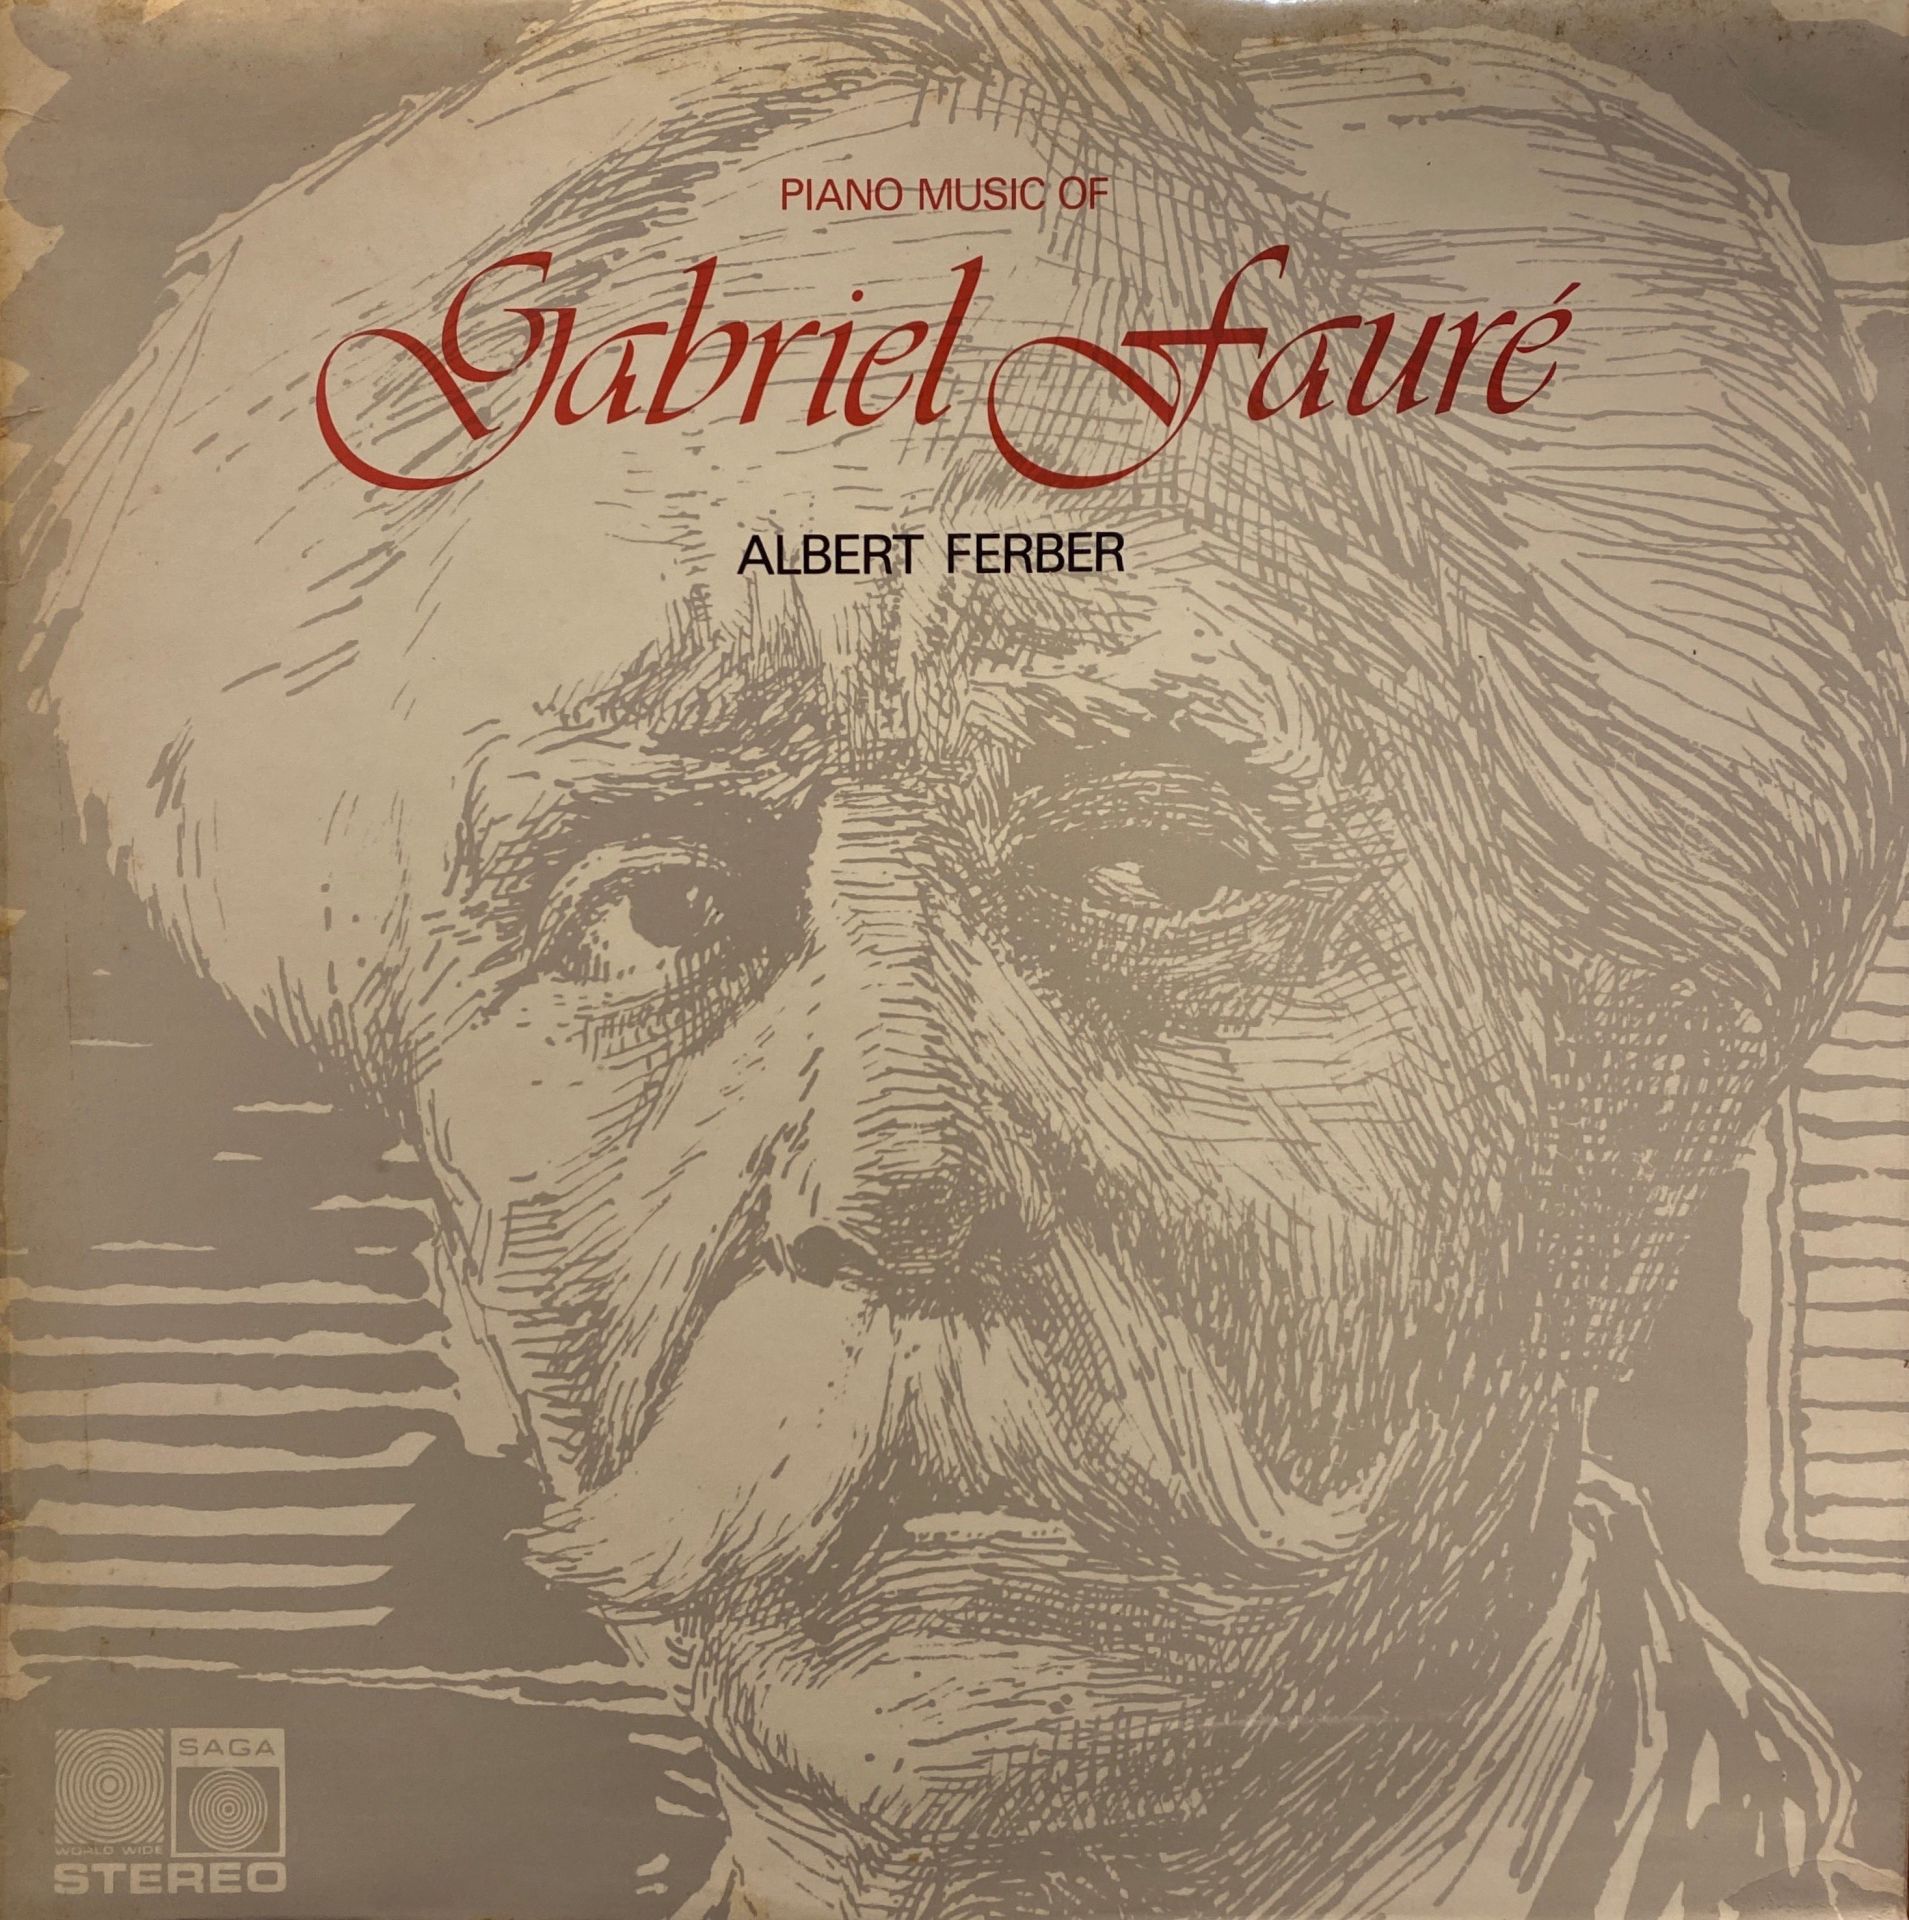 PIANO MUSIC OF
Gabriel Fauré
ALBERT FERBER
SAGA
WORLD WIDE
STEREO